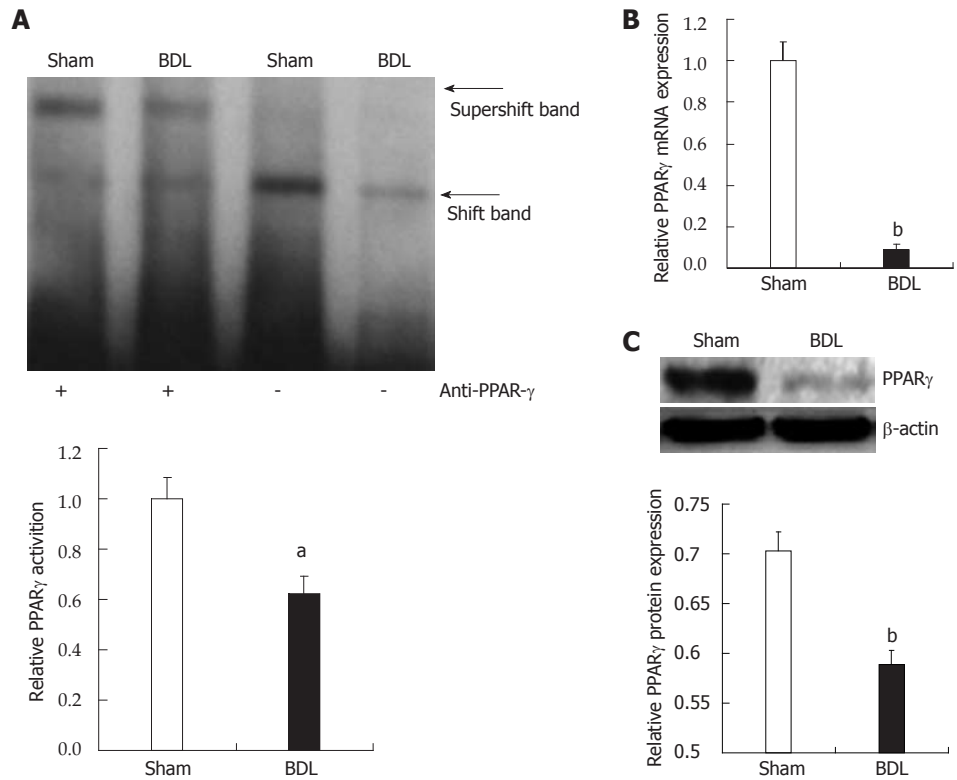 A
Sham BDL Sham BDL
Supershift band
Shift band
+ + - - Anti-PPAR-γ
Relative PPARγ activition
1.2
1.0
0.8
0.6
0.4
0.2
0.0
a
Sham BDL
B
Relative PPARγ mRNA expression
1.2
1.0
0.8
0.6
0.4
0.2
0.0
b
Sham BDL
C
Sham BDL
PPARγ
β-actin
Relative PPARγ protein expression
0.75
0.7
0.65
0.6
0.55
0.5
b
Sham BDL